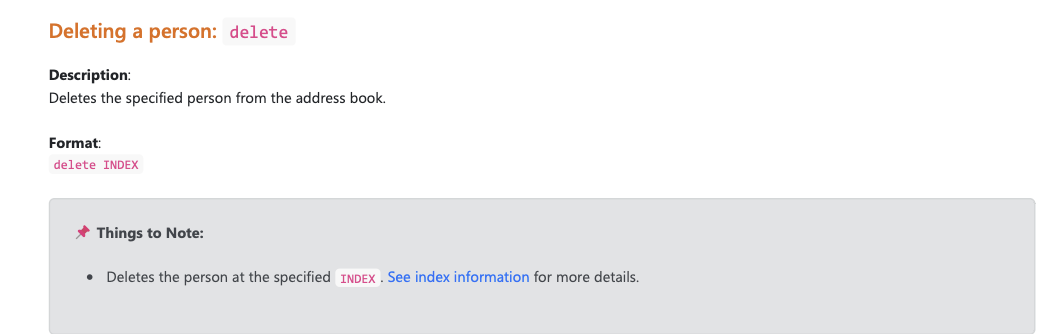 Deleting a person: delete
Description:
Deletes the specified person from the address book.
Format:
delete INDEX
Things to Note:
Deletes the person at the specified INDEX. See index information for more details.